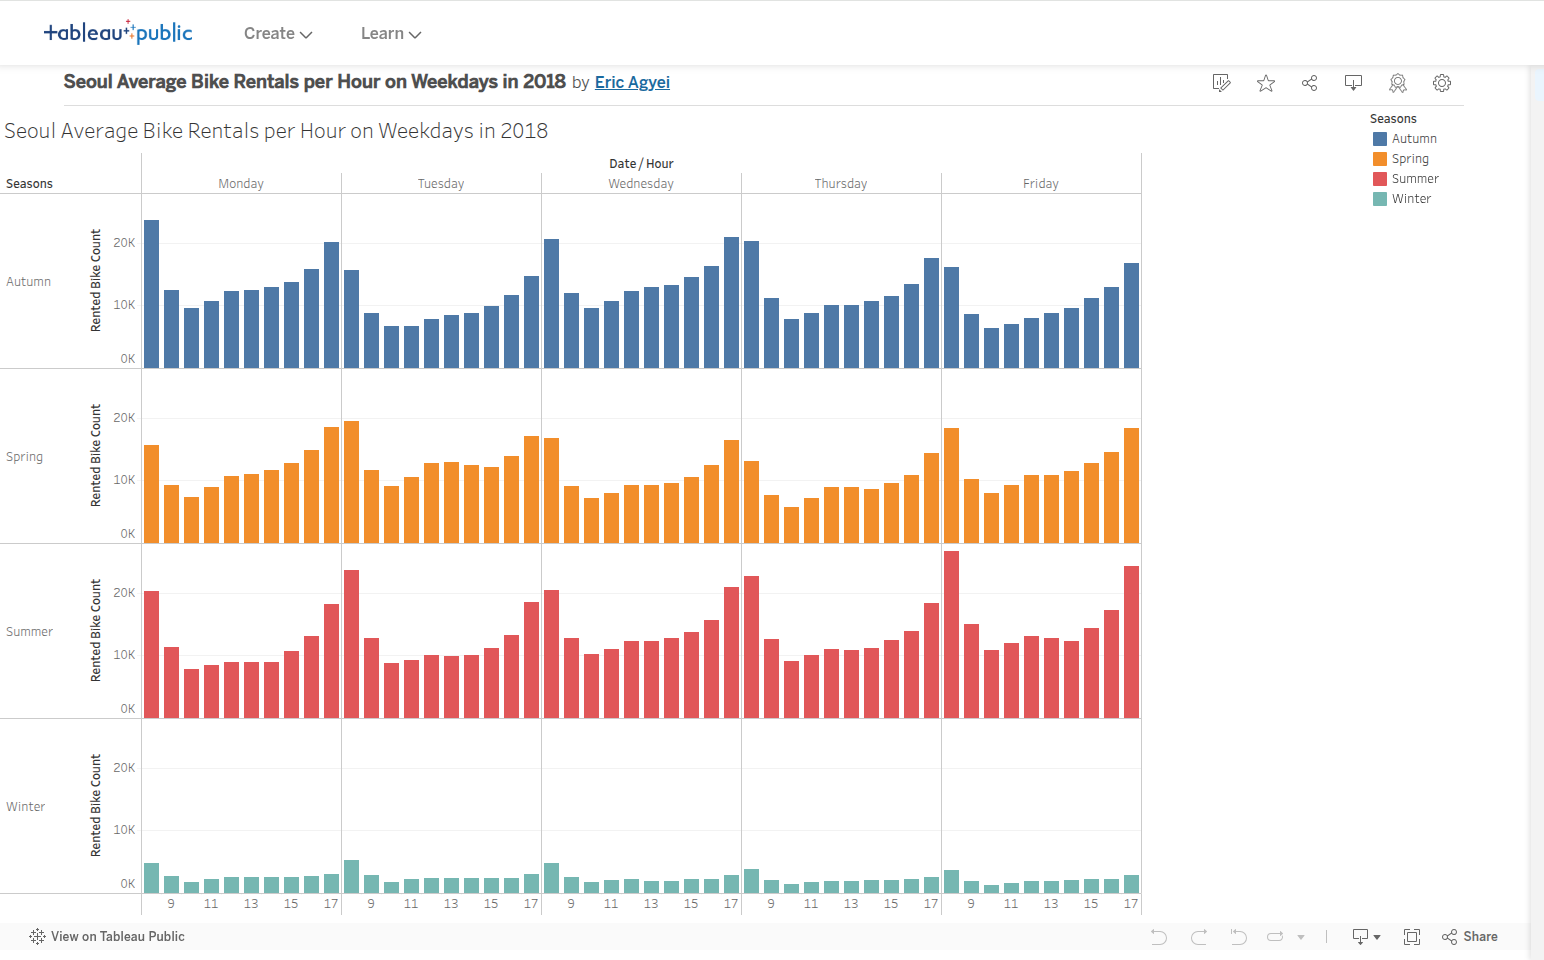 tableau public Create Learn
Seoul Average Bike Rentals per Hour on Weekdays in 2018 by Eric Agyei
Seoul Average Bike Rentals per Hour on Weekdays in 2018
Seasons
Autumn
Spring
Summer
Winter
Date / Hour
Seasons Monday Tuesday Wednesday Thursday Friday
Autumn
Rented Bike Count
20K
10K
0K
Spring
Rented Bike Count
20K
10K
0K
Summer
Rented Bike Count
20K
10K
0K
Winter
Rented Bike Count
20K
10K
0K
9 11 13 15 17 9 11 13 15 17 9 11 13 15 17 9 11 13 15 17 9 11 13 15 17
View on Tableau Public Share